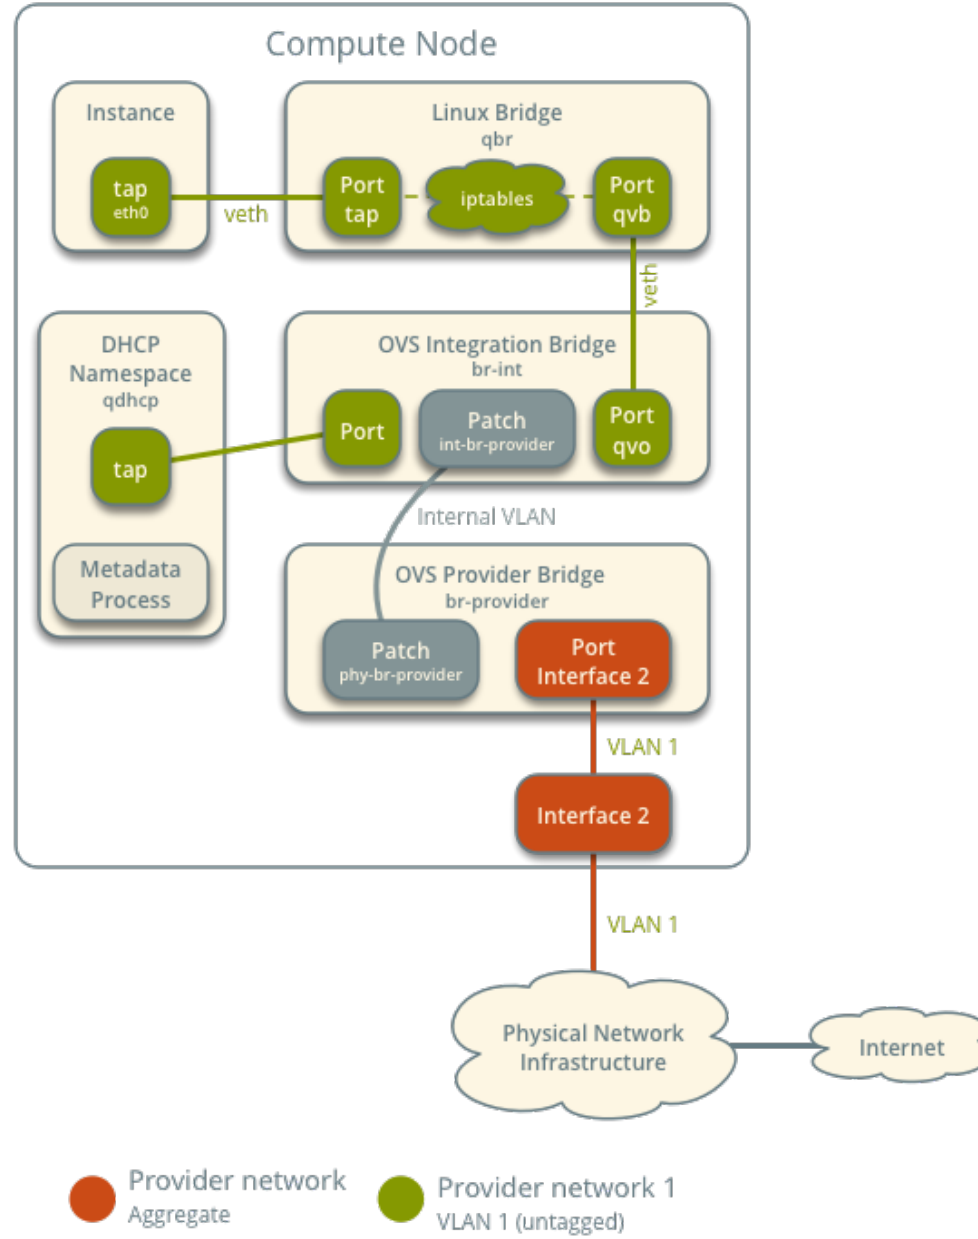 Compute Node
Instance
tap
eth0
veth
Linux Bridge
qbr
Port
tap
iptables
Port
qvb
veth
DHCP
Namespace
qdhcp
tap
Metadata
Process
OVS Integration Bridge
br-int
Port
Patch
int-br-provider
Port
qvo
Internal VLAN
OVS Provider Bridge
br-provider
Patch
phy-br-provider
Port
Interface 2
VLAN 1
Interface 2
VLAN 1
Physical Network
Infrastructure
Internet
Provider network
Aggregate
Provider network 1
VLAN 1 (untagged)